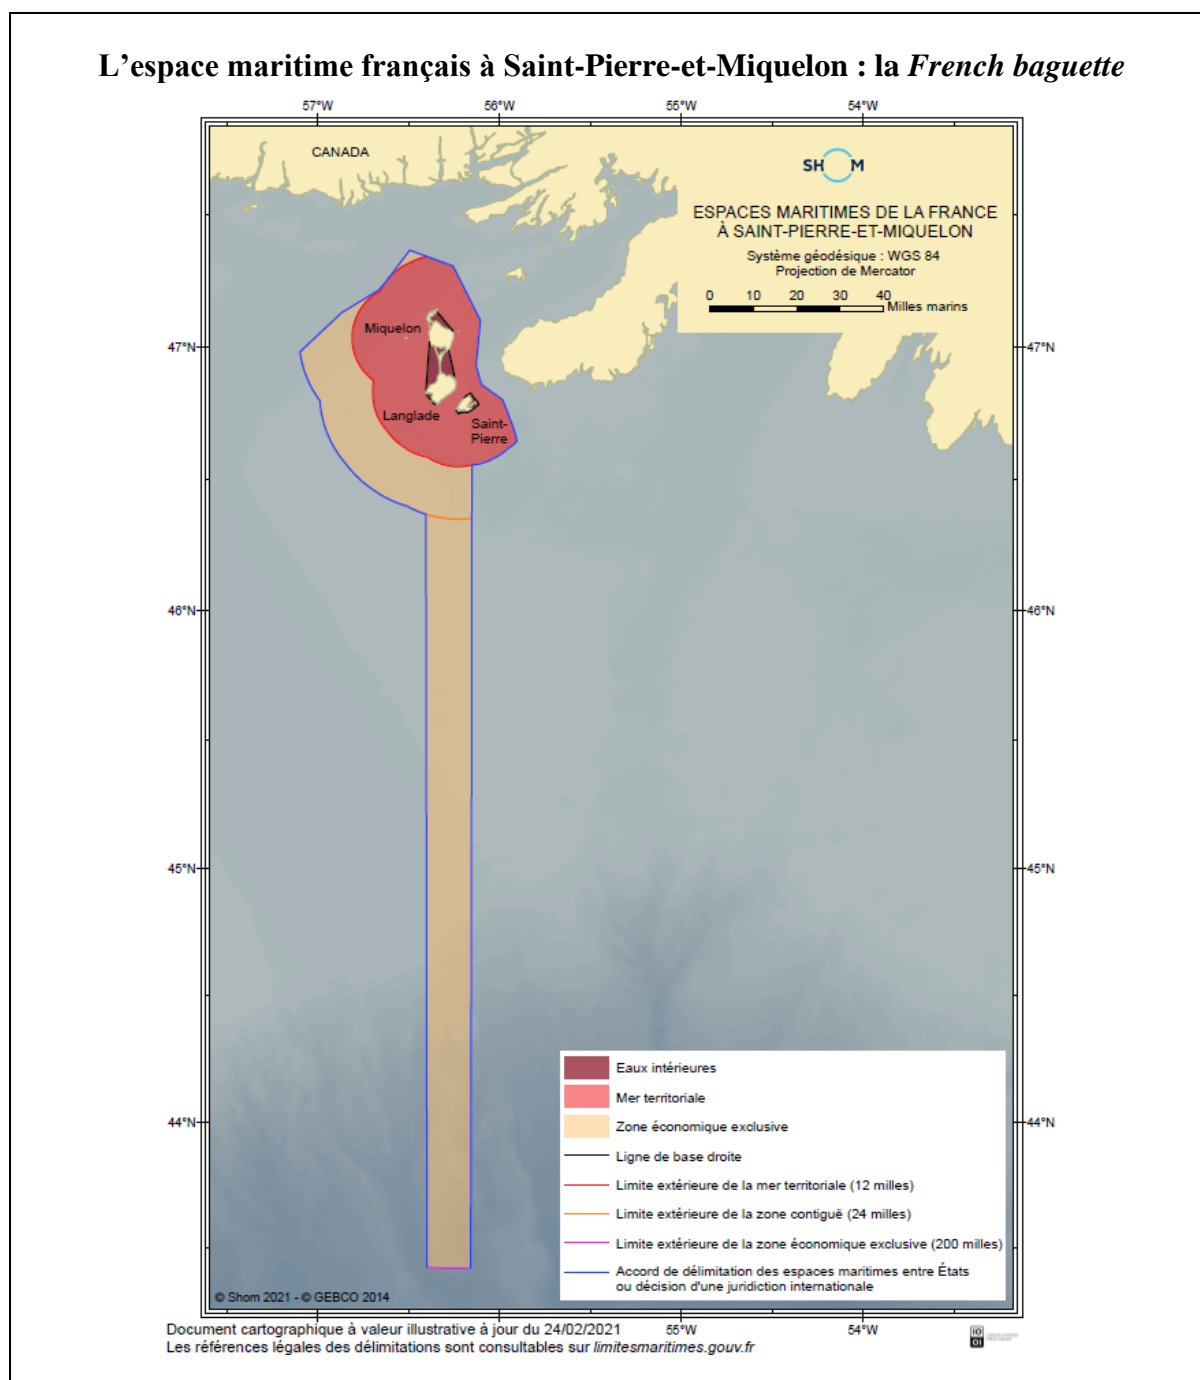 L’espace maritime français à Saint-Pierre-et-Miquelon : la French baguette
57°W 56°W 55°W 54°W
CANADA
SH M
ESPACES MARITIMES DE LA FRANCE
À SAINT-PIERRE-ET-MIQUELON
Système géodésique : WGS 84
Projection de Mercator
0 10 20 30 40
Milles marins
Miquelon
47°N 47°N
Langlade
Saint-
Pierre
46°N 46°N
45°N 45°N
44°N 44°N
Eaux intérieures
Mer territoriale
Zone économique exclusive
Ligne de base droite
Limite extérieure de la mer territoriale (12 milles)
Limite extérieure de la zone contiguë (24 milles)
Limite extérieure de la zone économique exclusive (200 milles)
Accord de délimitation des espaces maritimes entre États
ou décision d'une juridiction internationale
© Shom 2021 - © GEBCO 2014
Document cartographique à valeur illustrative à jour du 24/02/2021
55°W 54°W
Les références légales des délimitations sont consultables sur limitesmaritimes.gouv.fr